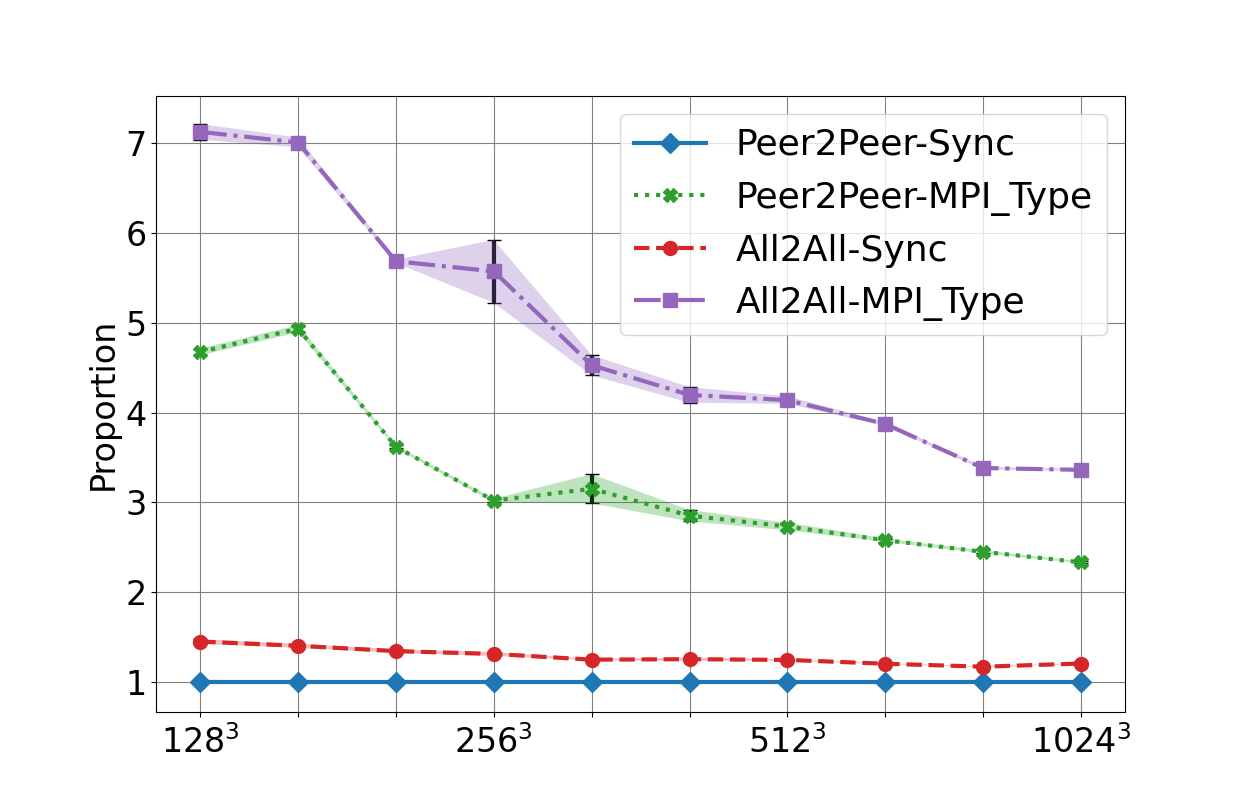 Proportion
7
6
5
4
3
2
1
128³
256³
512³
1024³
Peer2Peer-Sync
Peer2Peer-MPI_Type
All2All-Sync
All2All-MPI_Type